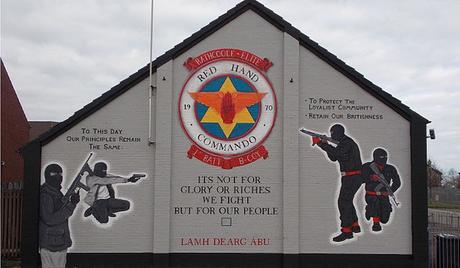 RATHCOOLE - ELITE
RED HAND
19 70
COMMANDO
1ST BATT B-COY
TO THIS DAY
OUR PRINCIPLES REMAIN
THE SAME:
- TO PROTECT THE
LOYALIST COMMUNITY
- RETAIN OUR BRITISHNESS
ITS NOT FOR
GLORY OR RICHES
WE FIGHT
BUT FOR OUR PEOPLE
LAMH DEARG ABU